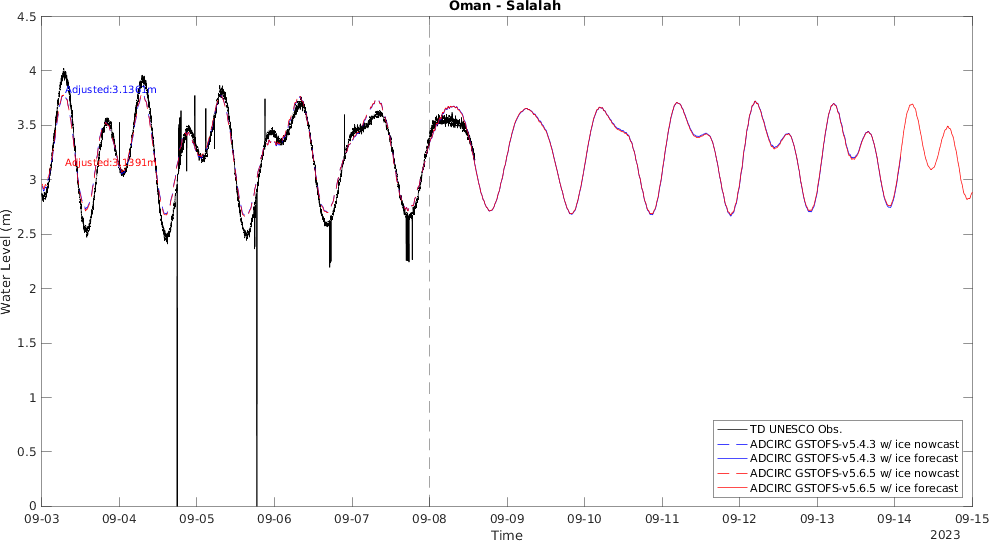 Oman - Salalah
4.5
4
3.5
3
2.5
2
1.5
1
0.5
0
Water Level (m)
Adjusted:3.1361m
Adjusted:3.1391m
TD UNESCO Obs.
ADCIRC GSTOFS-v5.4.3 w/ ice nowcast
ADCIRC GSTOFS-v5.4.3 w/ ice forecast
ADCIRC GSTOFS-v5.6.5 w/ ice nowcast
ADCIRC GSTOFS-v5.6.5 w/ ice forecast
09-03 09-04 09-05 09-06 09-07 09-08 09-09 09-10 09-11 09-12 09-13 09-14 09-15
Time
2023